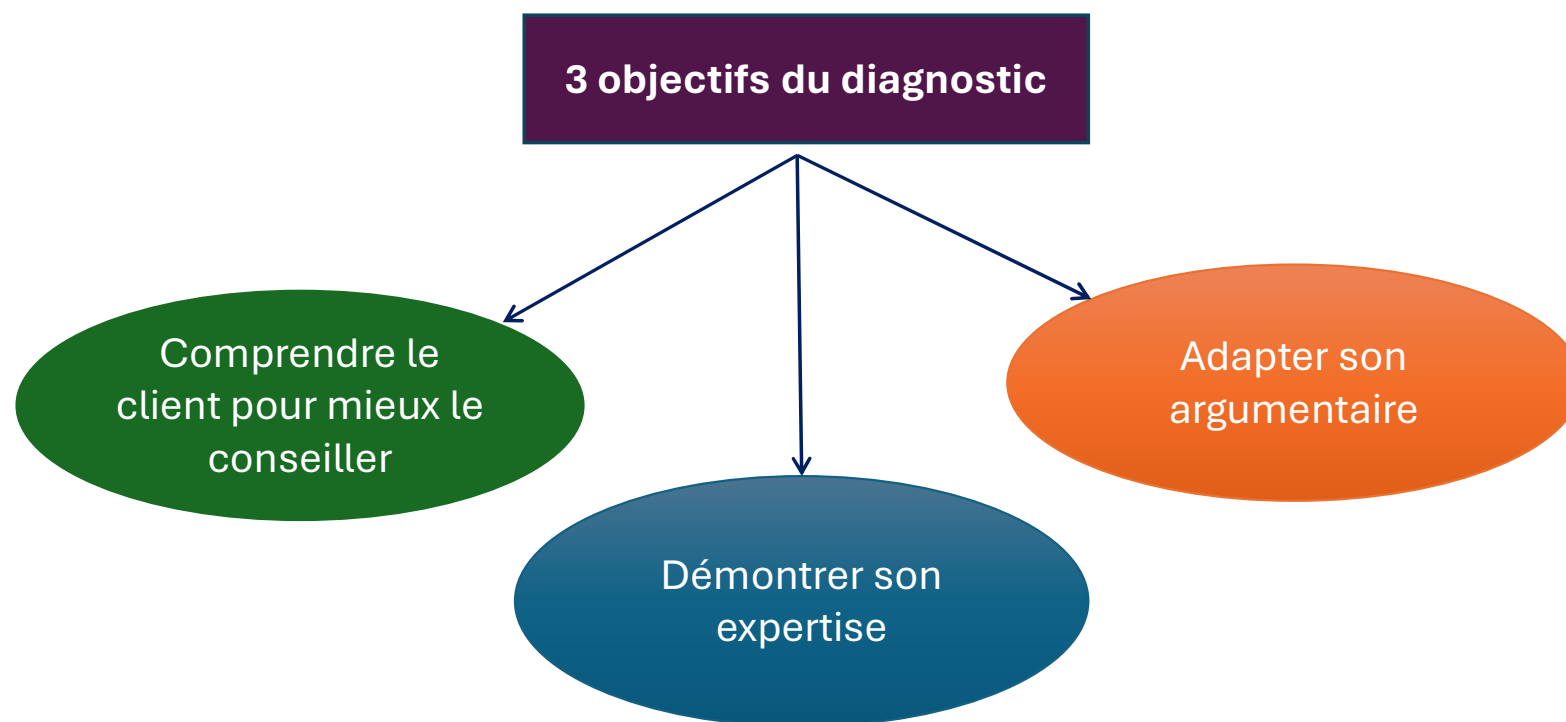 3 objectifs du diagnostic
Comprendre le
client pour mieux le
conseiller
Démontrer son
expertise
Adapter son
argumentaire